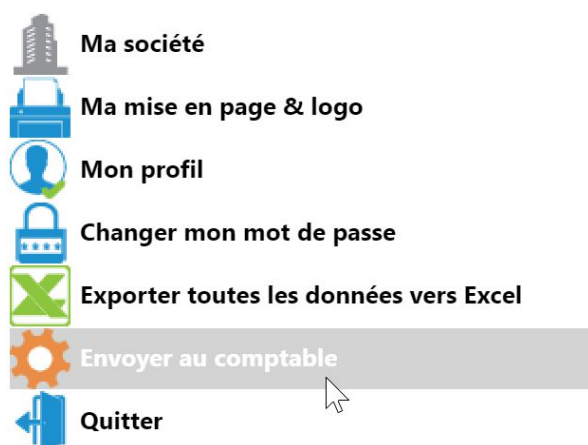 Ma société
Ma mise en page & logo
Mon profil
Changer mon mot de passe
Exporter toutes les données vers Excel
Envoyer au comptable
Quitter